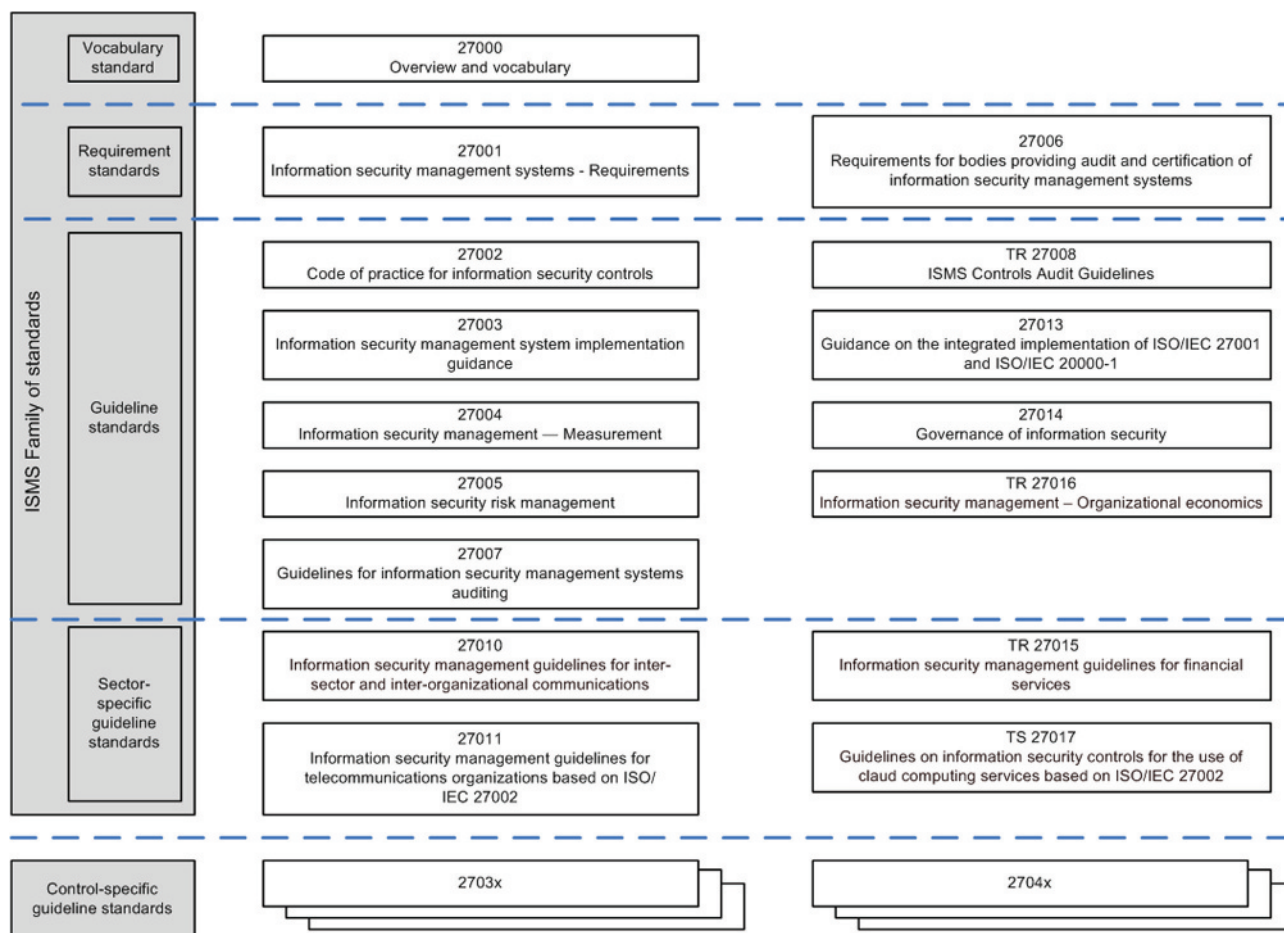 ISMS Family of standards
Vocabulary
standard
27000
Overview and vocabulary
Requirement
standards
27001
Information security management systems - Requirements
27006
Requirements for bodies providing audit and certification of
information security management systems
Guideline
standards
27002
Code of practice for information security controls
TR 27008
ISMS Controls Audit Guidelines
27003
Information security management system implementation
guidance
27013
Guidance on the integrated implementation of ISO/IEC 27001
and ISO/IEC 20000-1
27004
Information security management — Measurement
27014
Governance of information security
27005
Information security risk management
TR 27016
Information security management – Organizational economics
27007
Guidelines for information security management systems
auditing
Sector-
specific
guideline
standards
27010
Information security management guidelines for inter-
sector and inter-organizational communications
TR 27015
Information security management guidelines for financial
services
27011
Information security management guidelines for
telecommunications organizations based on ISO/
IEC 27002
TS 27017
Guidelines on information security controls for the use of
claud computing services based on ISO/IEC 27002
Control-specific
guideline standards
2703x
2704x